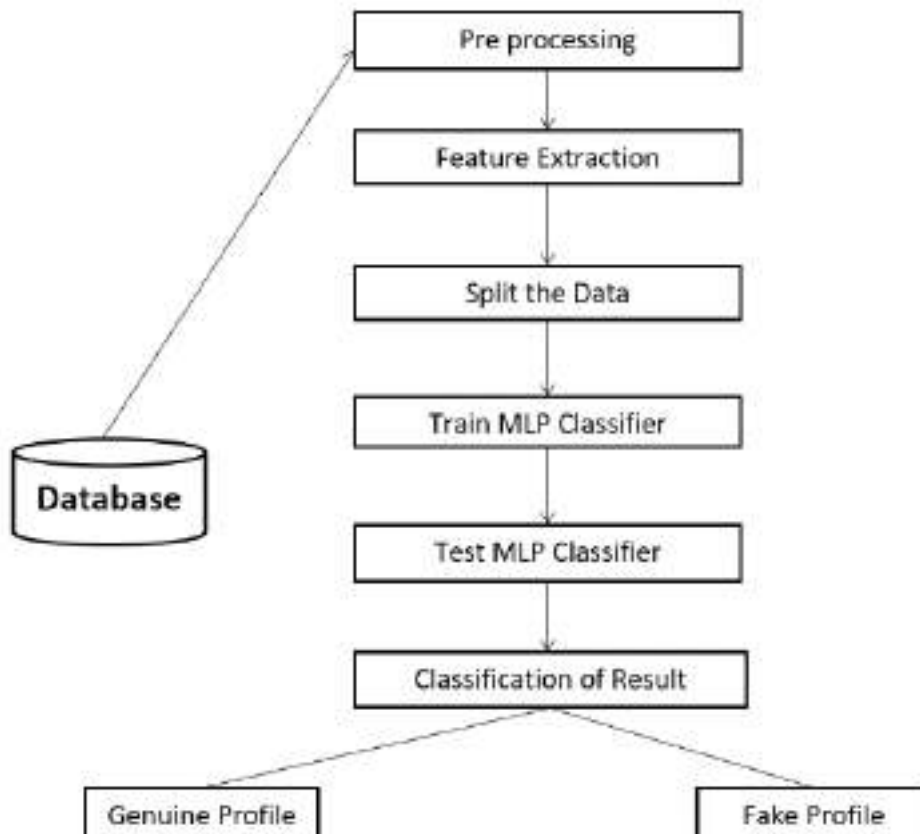 Pre processing
Feature Extraction
Split the Data
Train MLP Classifier
Database
Test MLP Classifier
Classification of Result
Genuine Profile
Fake Profile